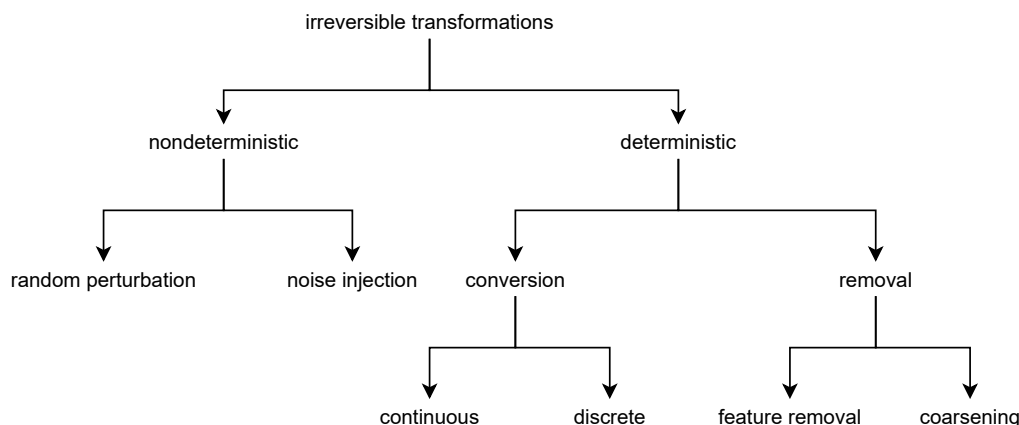 irreversible transformations
nondeterministic
deterministic
random perturbation
noise injection
conversion
removal
continuous
discrete
feature removal
coarsening